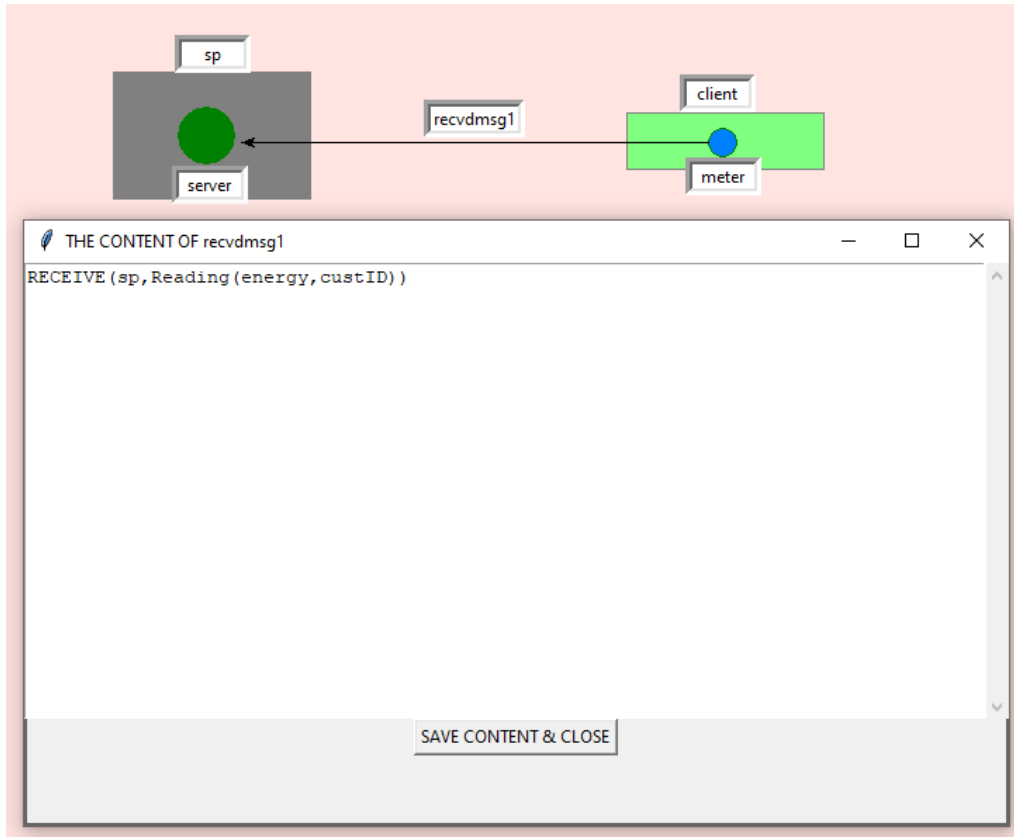 sp
client
recvdmsg1
server
meter
THE CONTENT OF recvdmsg1
RECEIVE(sp,Reading(energy,custID))
SAVE CONTENT & CLOSE